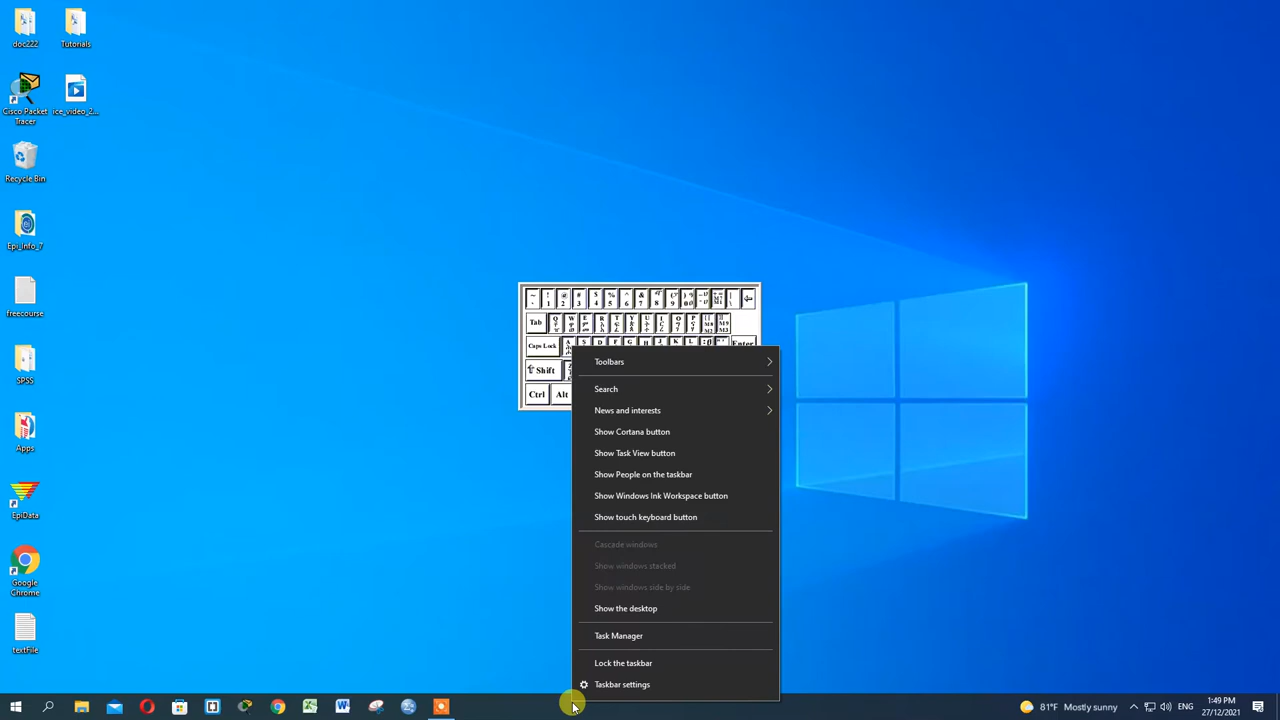 doc222
Tutorials
Cisco Packet
Tracer
ice_video_2...
Recycle Bin
Epi_Info_7
freecourse
SPSS
Apps
EpiData
Google
Chrome
textFile
Tab
Caps Lock
Enter
Shift
Ctrl
Alt
Toolbars
Search
News and interests
Show Cortana button
Show Task View button
Show People on the taskbar
Show Windows Ink Workspace button
Show touch keyboard button
Cascade windows
Show windows stacked
Show windows side by side
Show the desktop
Task Manager
Lock the taskbar
Taskbar settings
81°F Mostly sunny
ENG
1:49 PM
27/12/2021